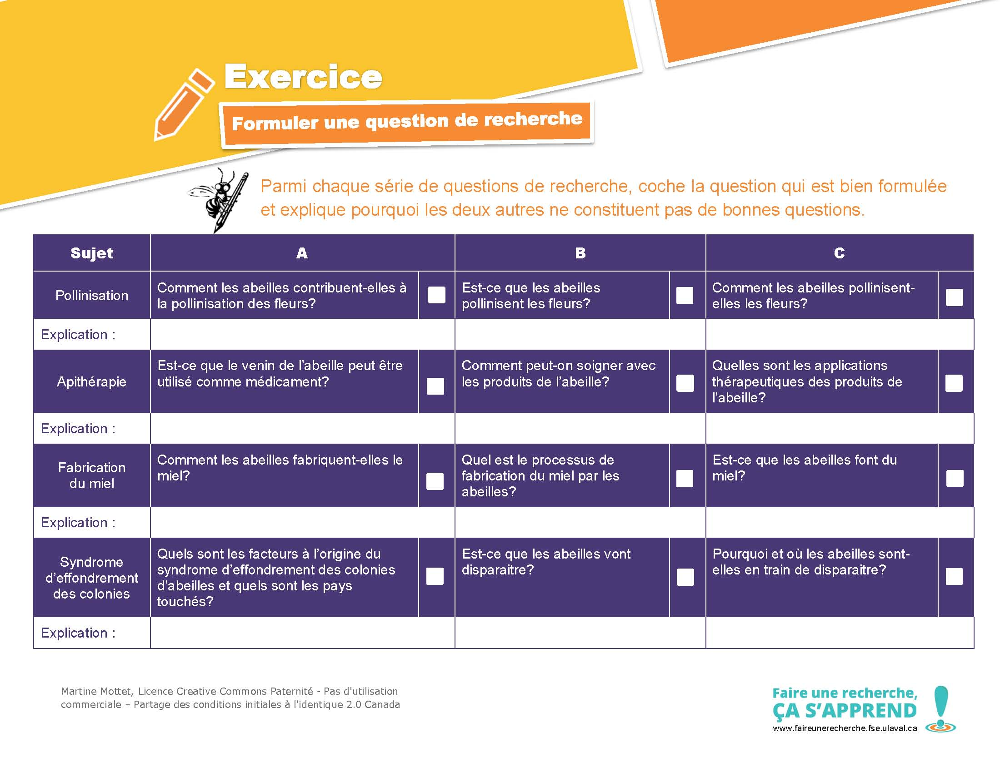 Exercice
Formuler une question de recherche
Parmi chaque série de questions de recherche, coche la question qui est bien formulée
et explique pourquoi les deux autres ne constituent pas de bonnes questions.
Sujet
A
B
C
Pollinisation
Comment les abeilles contribuent-elles à
la pollinisation des fleurs?
Est-ce que les abeilles
pollinisent les fleurs?
Comment les abeilles pollinisent-
elles les fleurs?
Explication :
Apithérapie
Est-ce que le venin de l’abeille peut être
utilisé comme médicament?
Comment peut-on soigner avec
les produits de l’abeille?
Quelles sont les applications
thérapeutiques des produits de
l’abeille?
Explication :
Fabrication
du miel
Comment les abeilles fabriquent-elles le
miel?
Quel est le processus de
fabrication du miel par les
abeilles?
Est-ce que les abeilles font du
miel?
Explication :
Syndrome
d’effondrement
des colonies
Quels sont les facteurs à l’origine du
syndrome d’effondrement des colonies
d’abeilles et quels sont les pays
touchés?
Est-ce que les abeilles vont
disparaitre?
Pourquoi et où les abeilles sont-
elles en train de disparaitre?
Explication :
Martine Mottet, Licence Creative Commons Paternité - Pas d'utilisation
commerciale – Partage des conditions initiales à l'identique 2.0 Canada
Faire une recherche,
ÇA S’APPREND
www.faireunerecherche.fse.ulaval.ca